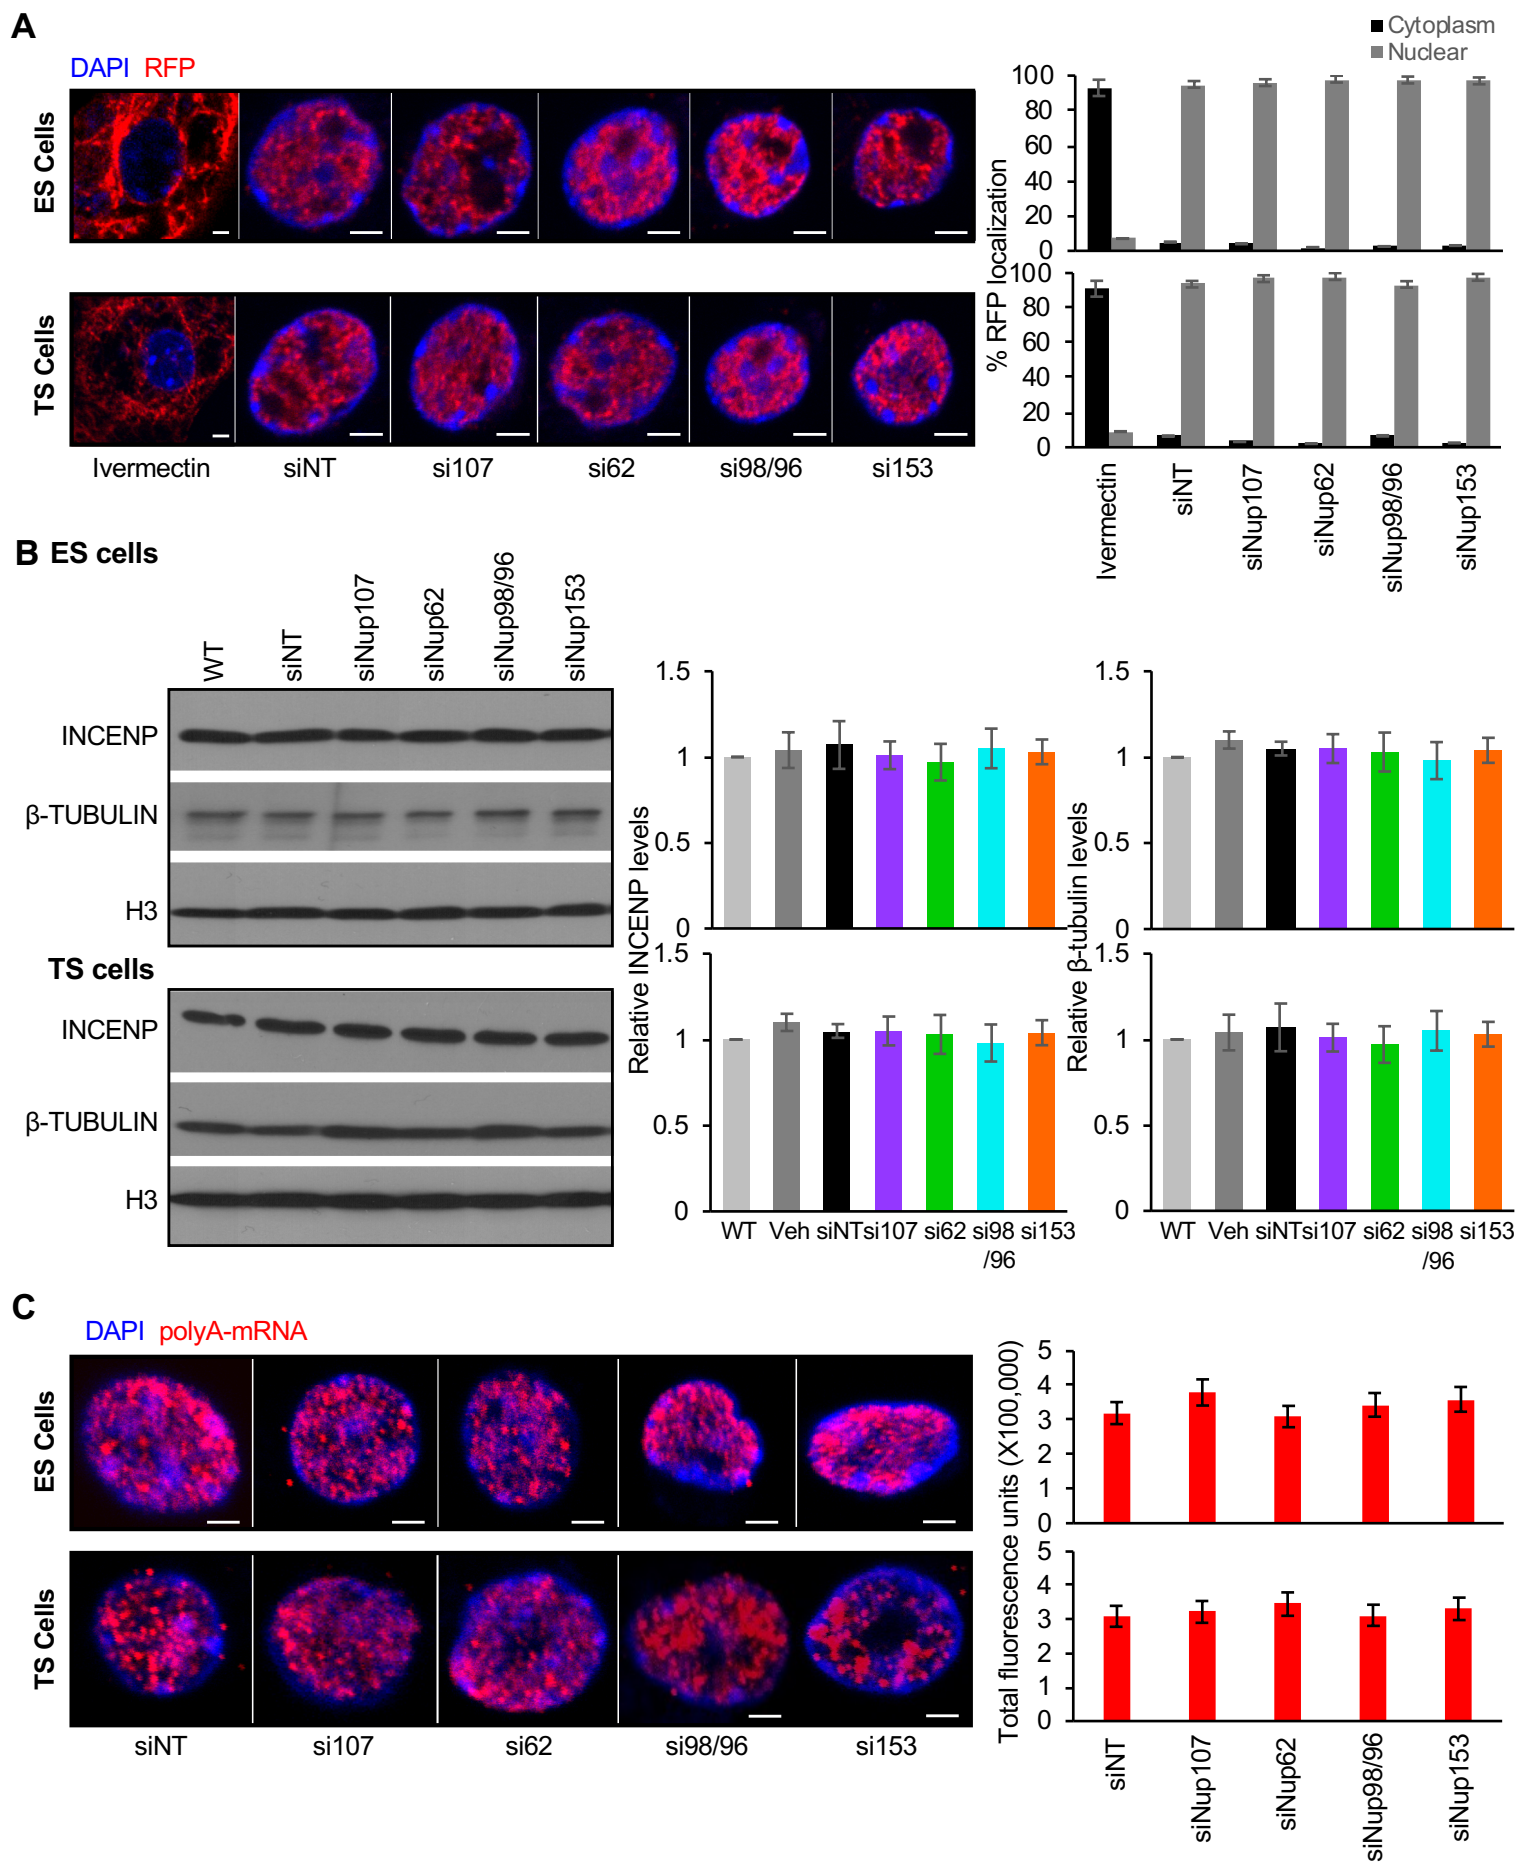 A
DAPI RFP
ES Cells
TS Cells
Ivermectin siNT si107 si62 si98/96 si153
Cytoplasm
Nuclear
% RFP localization
100
80
60
40
20
0
100
80
60
40
20
0
Ivermectin siNT siNup107 siNup62 siNup98/96 siNup153
B ES cells
WT siNT siNup107 siNup62 siNup98/96 siNup153
INCENP
β-TUBULIN
H3
TS cells
INCENP
β-TUBULIN
H3
Relative INCENP levels
1.5
1
0.5
0
1.5
1
0.5
0
WT Veh siNT si107 si62 si98 si153
/96
Relative β-tubulin levels
1.5
1
0.5
0
1.5
1
0.5
0
WT Veh siNT si107 si62 si98 si153
/96
C
DAPI polyA-mRNA
ES Cells
TS Cells
siNT si107 si62 si98/96 si153
Total fluorescence units (X100,000)
5
4
3
2
1
0
5
4
3
2
1
0
siNT siNup107 siNup62 siNup98/96 siNup153